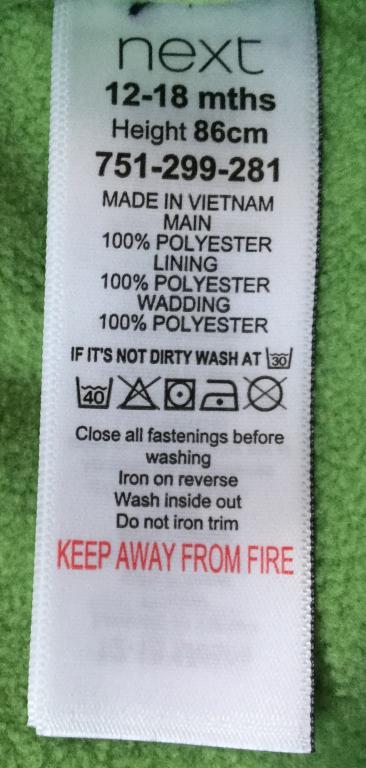 next
12-18 mths
Height 86cm
751-299-281
MADE IN VIETNAM
MAIN
100% POLYESTER
LINING
100% POLYESTER
WADDING
100% POLYESTER
IF IT'S NOT DIRTY WASH AT 30
40
Close all fastenings before
washing
Iron on reverse
Wash inside out
Do not iron trim
KEEP AWAY FROM FIRE